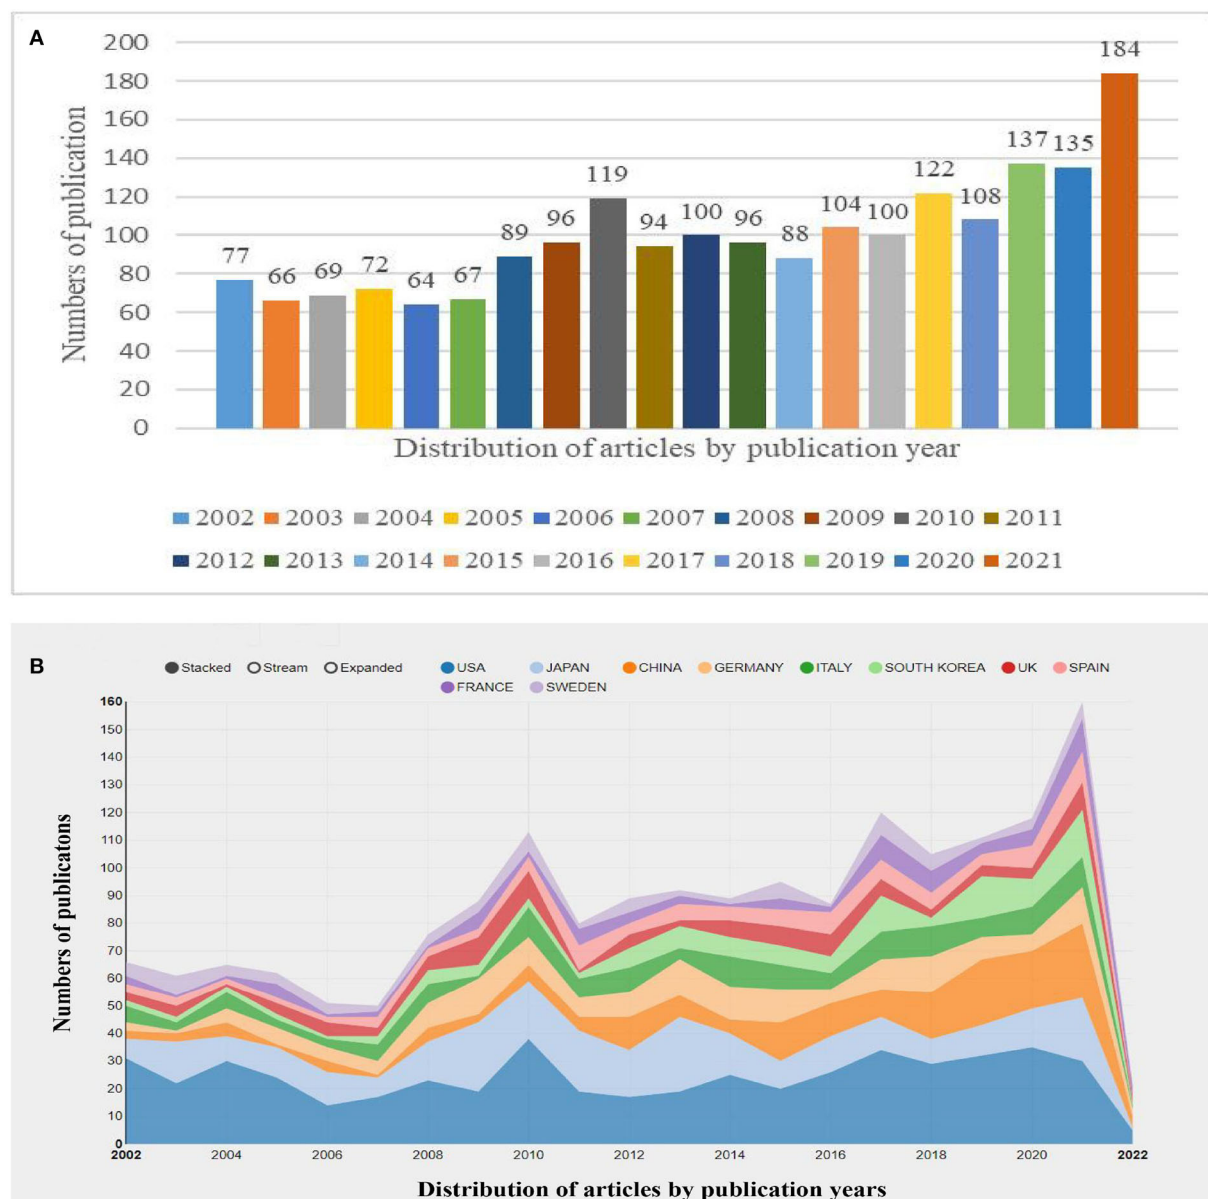 A
Numbers of publication
200
180
160
140
120
100
80
60
40
20
0
77 66 69 72 64 67 89 96 119 94 100 96 88 104 100 122 108 137 135 184
Distribution of articles by publication year
2002 2003 2004 2005 2006 2007 2008 2009 2010 2011
2012 2013 2014 2015 2016 2017 2018 2019 2020 2021
B
Stacked Stream Expanded USA JAPAN CHINA GERMANY ITALY SOUTH KOREA UK SPAIN
FRANCE SWEDEN
Numbers of publicatons
160
150
140
130
120
110
100
90
80
70
60
50
40
30
20
10
0
2002 2004 2006 2008 2010 2012 2014 2016 2018 2020 2022
Distribution of articles by publication years